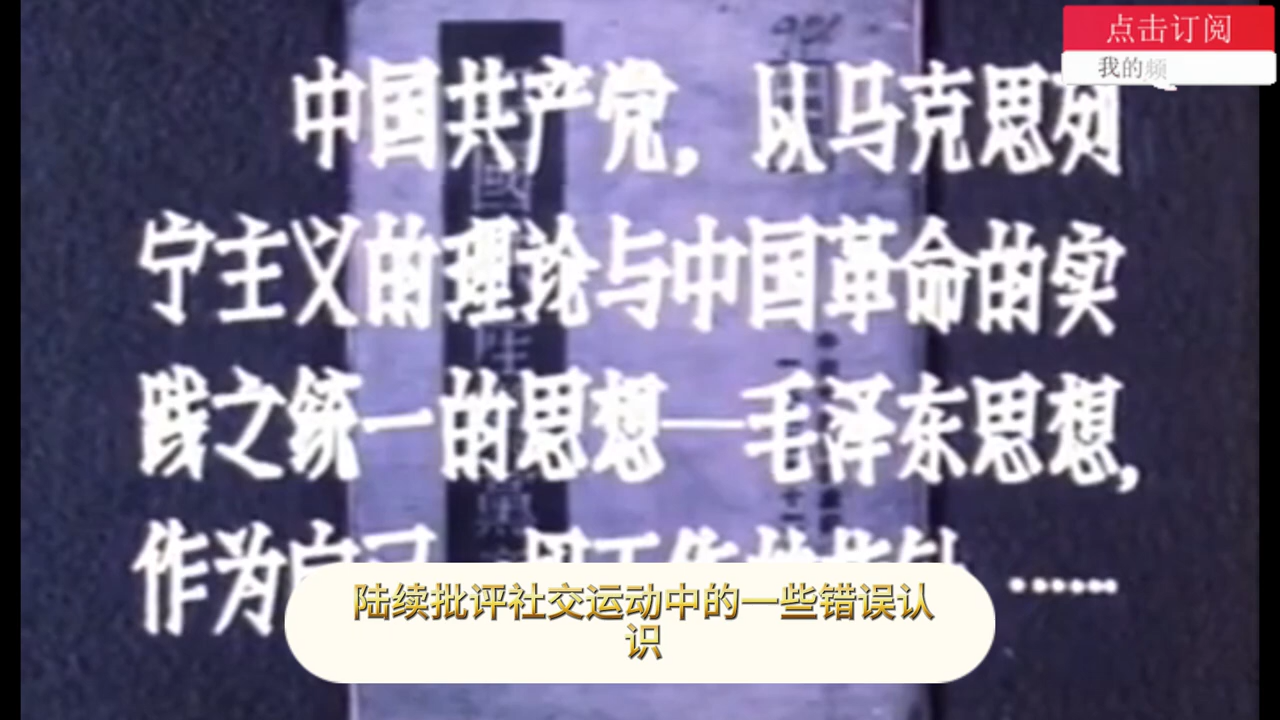 点击订阅
我的频
中国共产党，从马克思列
宁主义的理论与中国革命的实
践之统一的思想—毛泽东思想，
作为……
陆续批评社交运动中的一些错误认
识